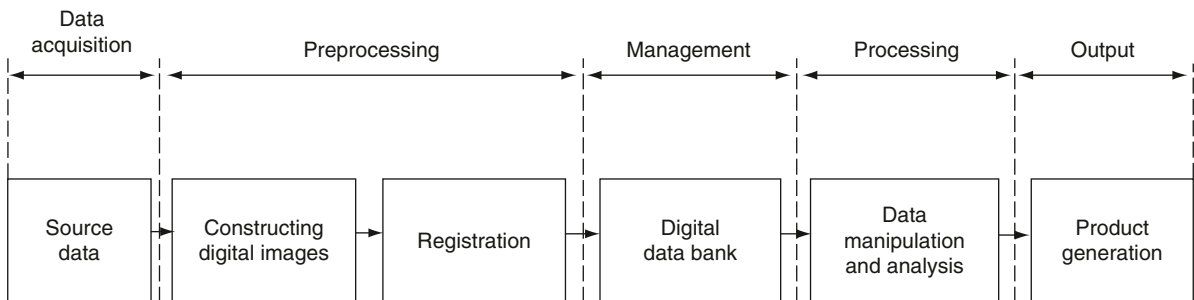 Data
acquisition
Preprocessing
Management
Processing
Output
Source
data
Constructing
digital images
Registration
Digital
data bank
Data
manipulation
and analysis
Product
generation